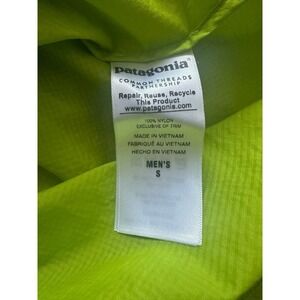 patagonia
COMMON THREADS
PARTNERSHIP
Repair, Reuse, Recycle
This Product
www.patagonia.com
100% NYLON
EXCLUSIVE OF TRIM
MADE IN VIETNAM
FABRIQUÉ AU VIETNAM
HECHO EN VIETNAM
MEN'S
S